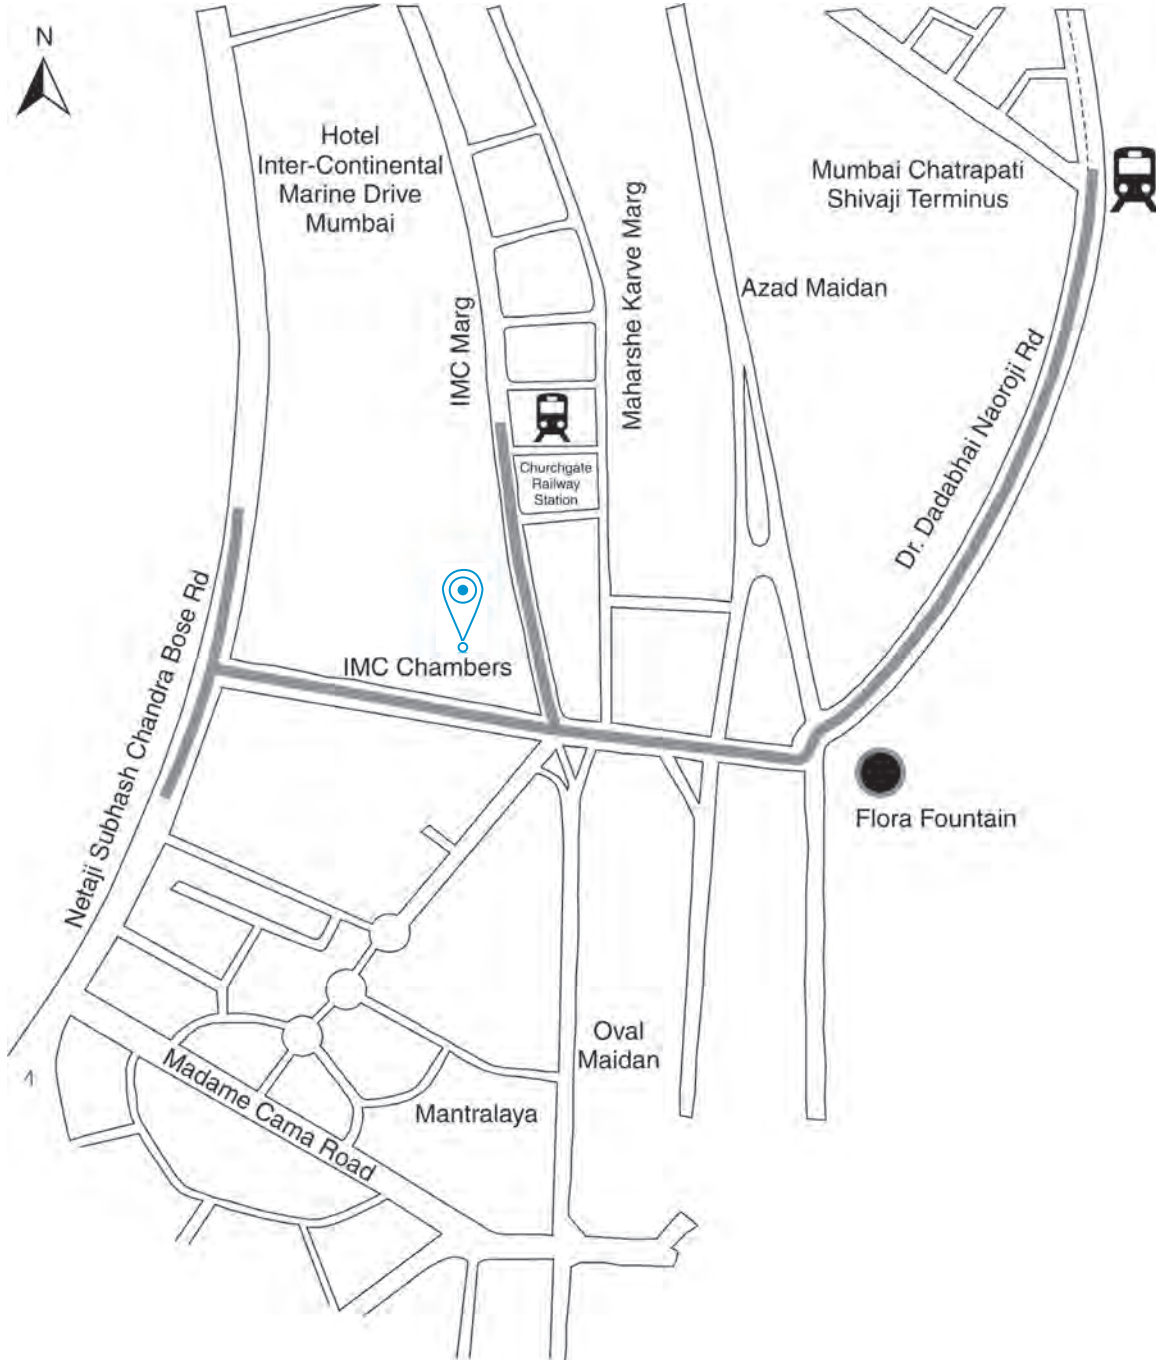 N
Hotel
Inter-Continental
Marine Drive
Mumbai
Mumbai Chatrapati
Shivaji Terminus
Maharshe Karve Marg
Azad Maidan
IMC Marg
Dr. Dadabhai Naoroji Rd
Churchgate
Railway
Station
Netaji Subhash Chandra Bose Rd
IMC Chambers
Flora Fountain
Oval
Maidan
Madame Cama Road
Mantralaya